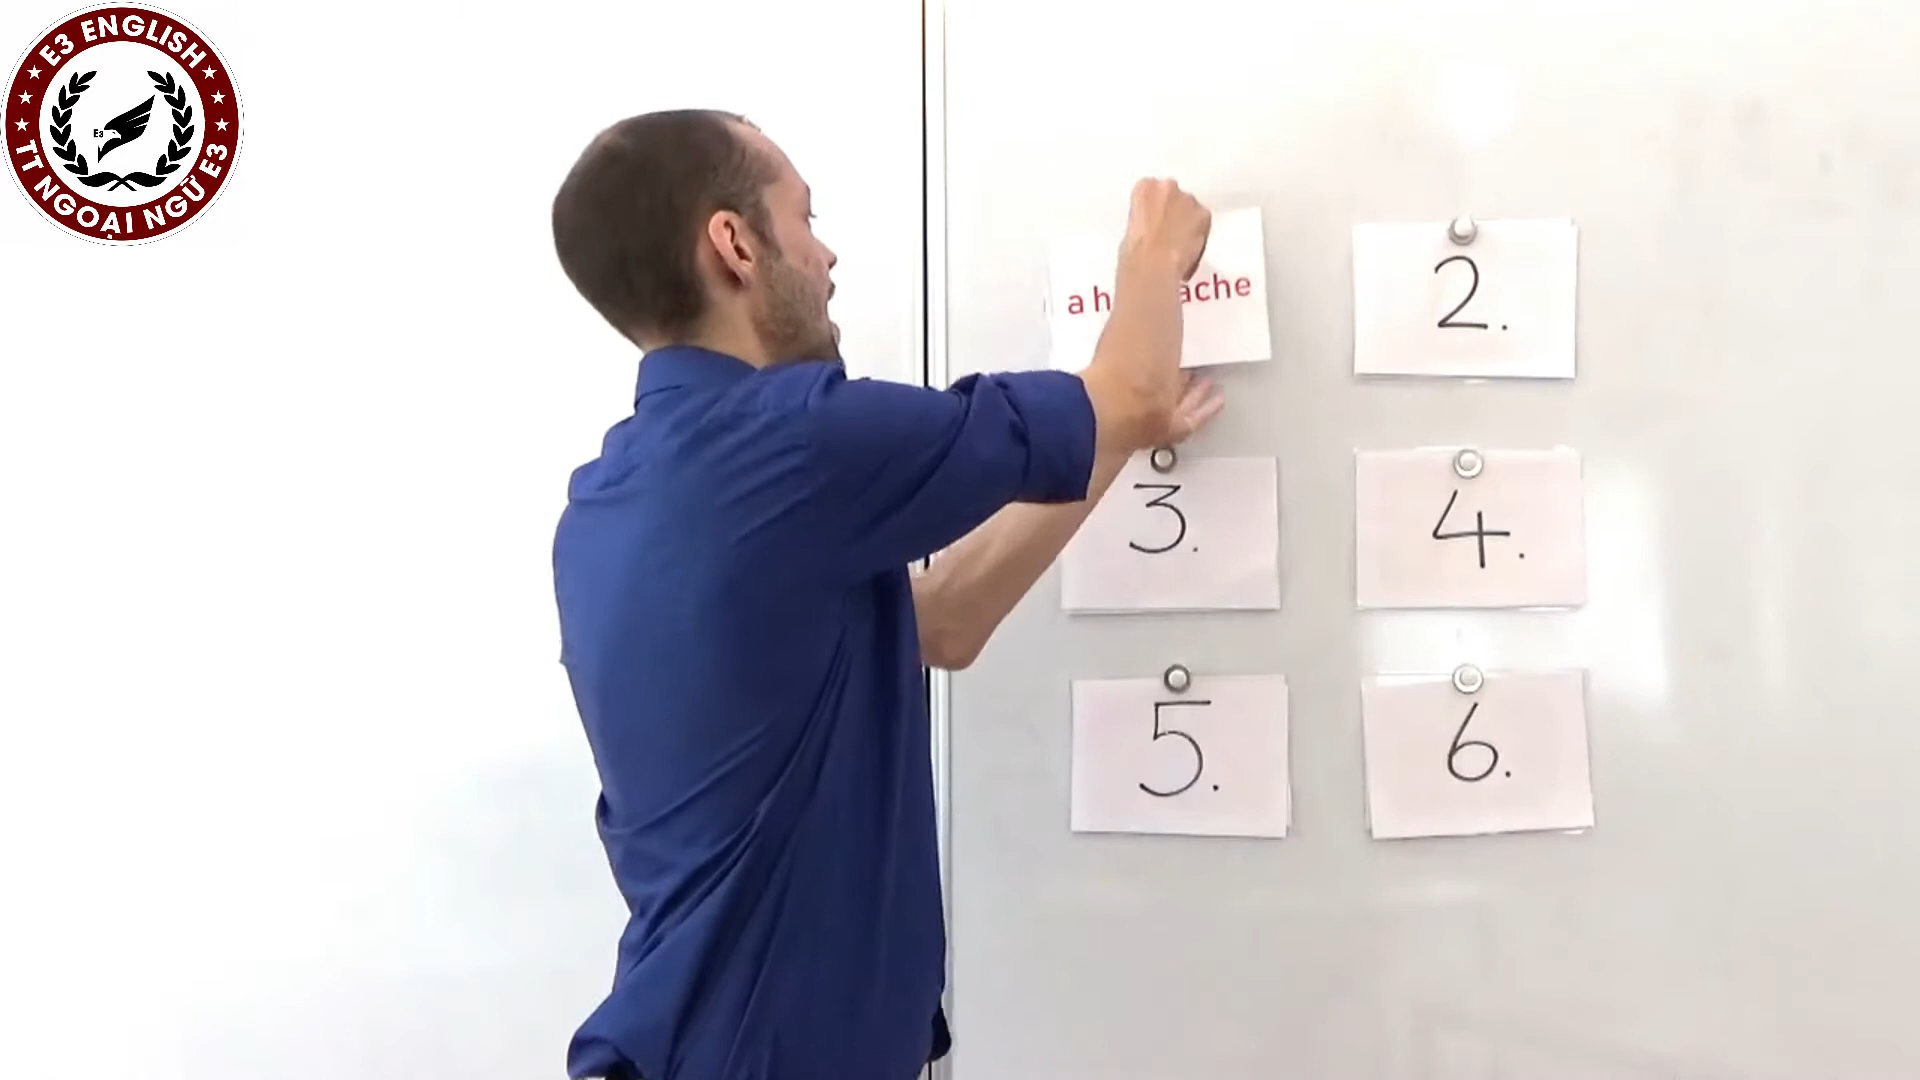 E3 ENGLISH
E3
TT NGOẠI NGỮ E3
a
2.
3.
4.
5.
6.